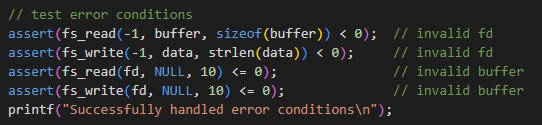 // test error conditions
assert(fs_read(-1, buffer, sizeof(buffer)) < 0);  // invalid fd
assert(fs_write(-1, data, strlen(data)) < 0);     // invalid fd
assert(fs_read(fd, NULL, 10) <= 0);               // invalid buffer
assert(fs_write(fd, NULL, 10) <= 0);              // invalid buffer
printf("Successfully handled error conditions\n");